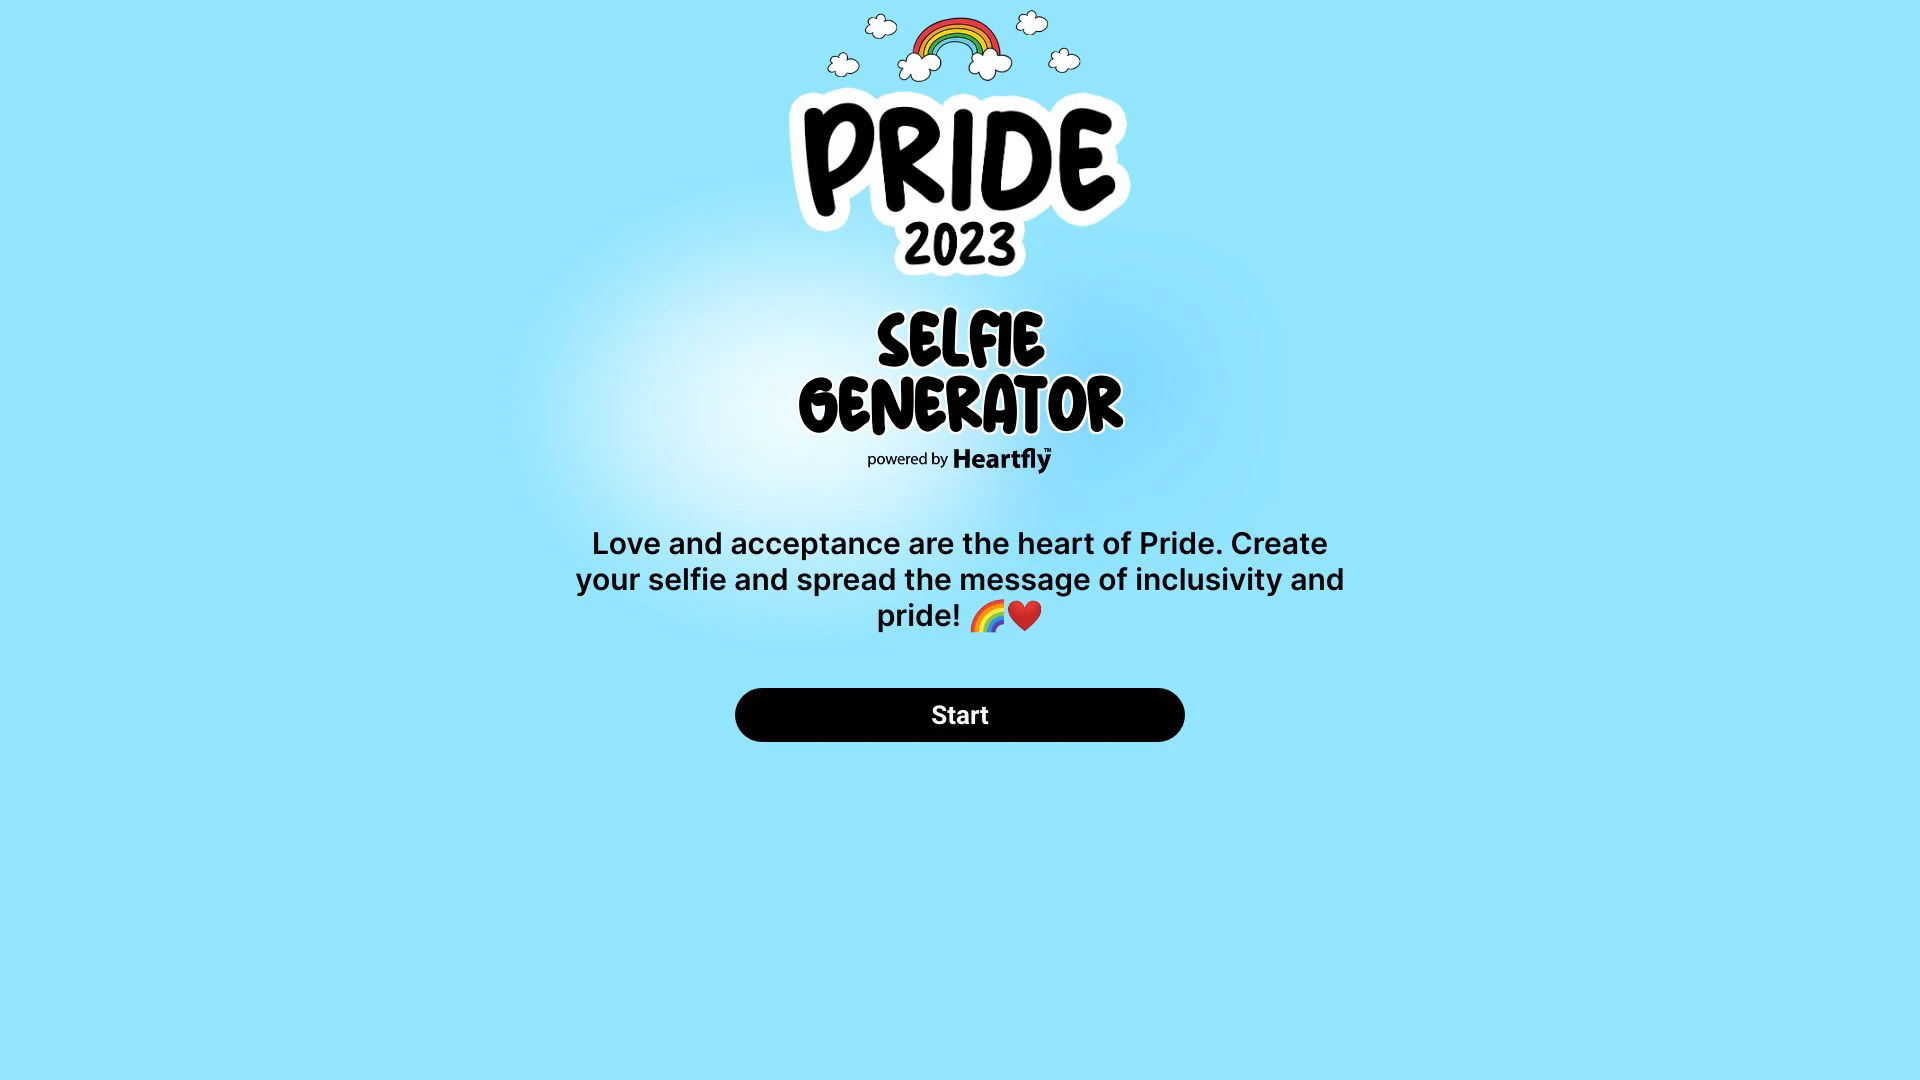 PRIDE
2023
SELFIE
GENERATOR
powered by Heartfly™
Love and acceptance are the heart of Pride. Create
your selfie and spread the message of inclusivity and
pride! 🌈❤️
Start